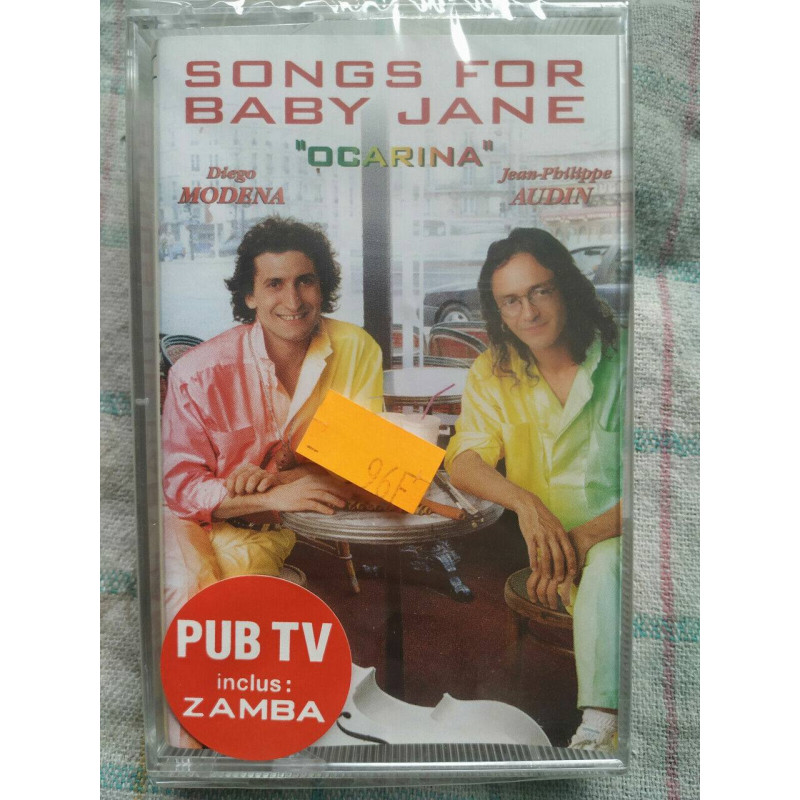 SONGS FOR
BABY JANE
"OCARINA"
Diego
MODENA
Jean-Philippe
AUDIN
96F
PUB TV
inclus:
ZAMBA